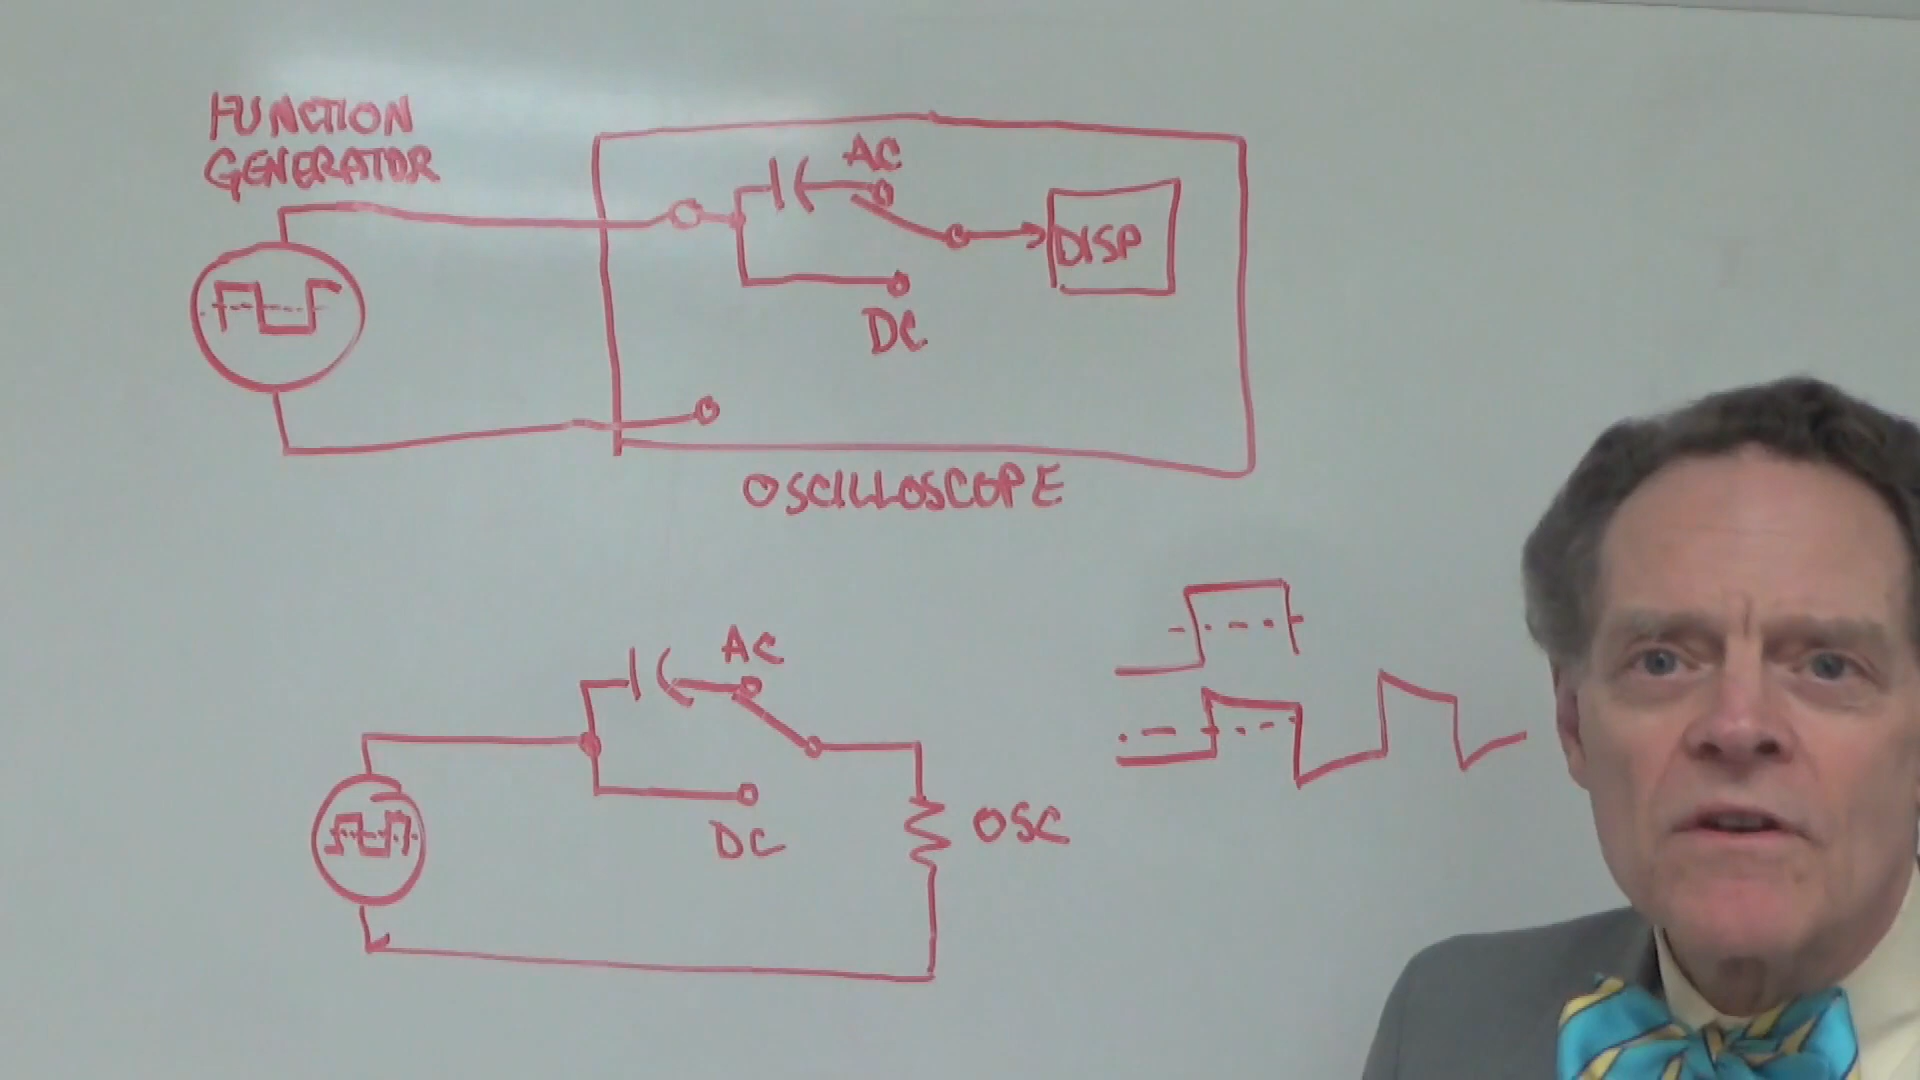 FUNCTION
GENERATOR
AC
DISP
DC
OSCILLOSCOPE
AC
DC
OSC